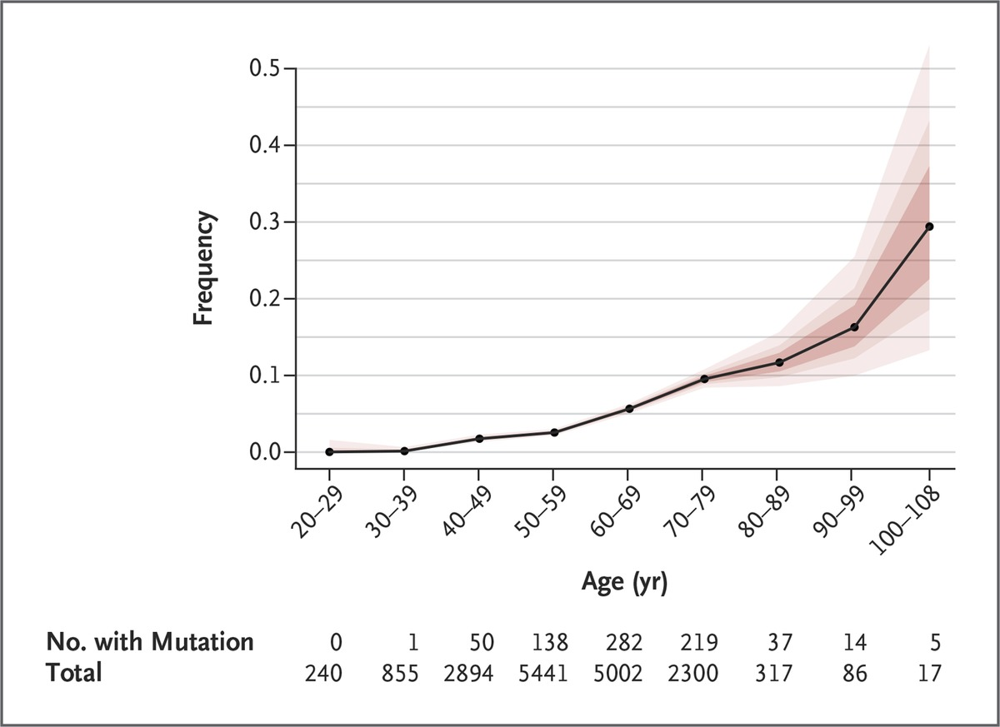 0.5
0.4
0.3
0.2
0.1
0.0
Frequency
20–29 30–39 40–49 50–59 60–69 70–79 80–89 90–99 100–108
Age (yr)
No. with Mutation 0 1 50 138 282 219 37 14 5
Total 240 855 2894 5441 5002 2300 317 86 17